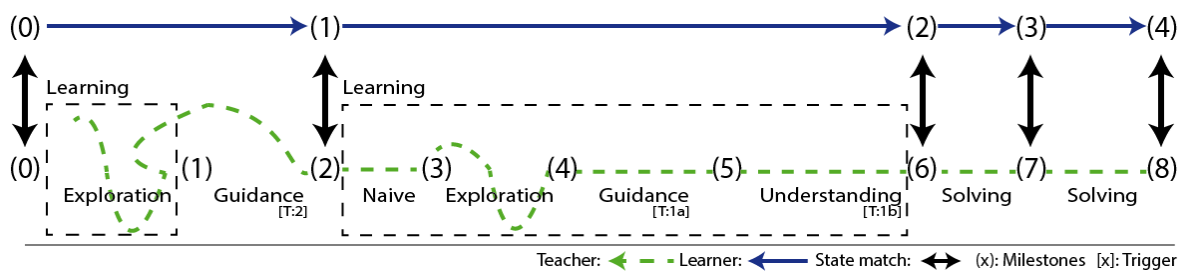 (0) (1) (2) (3) (4)
Learning Learning
(0) (1) (2) (3) (4) (5) (6) (7) (8)
Exploration Guidance Naive Exploration Guidance Understanding Solving Solving
[T:2] [T:1a] [T:1b]
Teacher: Learner: State match: (x): Milestones [x]: Trigger